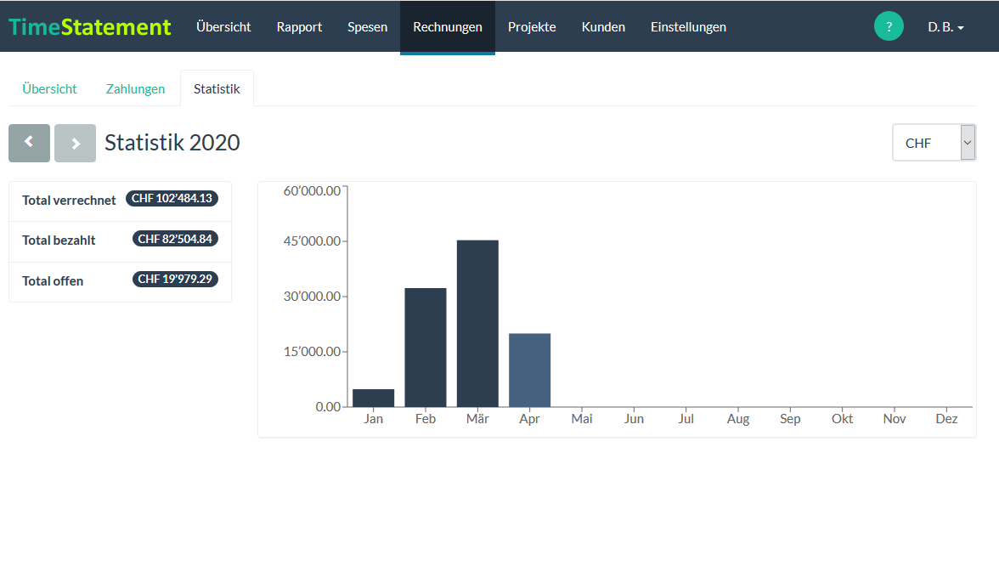 TimeStatement Übersicht Rapport Spesen Rechnungen Projekte Kunden Einstellungen ? D. B.
Übersicht Zahlungen Statistik
Statistik 2020
CHF
Total verrechnet CHF 102’484.13
Total bezahlt CHF 82’504.84
Total offen CHF 19’979.29
60’000.00
45’000.00
30’000.00
15’000.00
0.00
Jan Feb Mär Apr Mai Jun Jul Aug Sep Okt Nov Dez